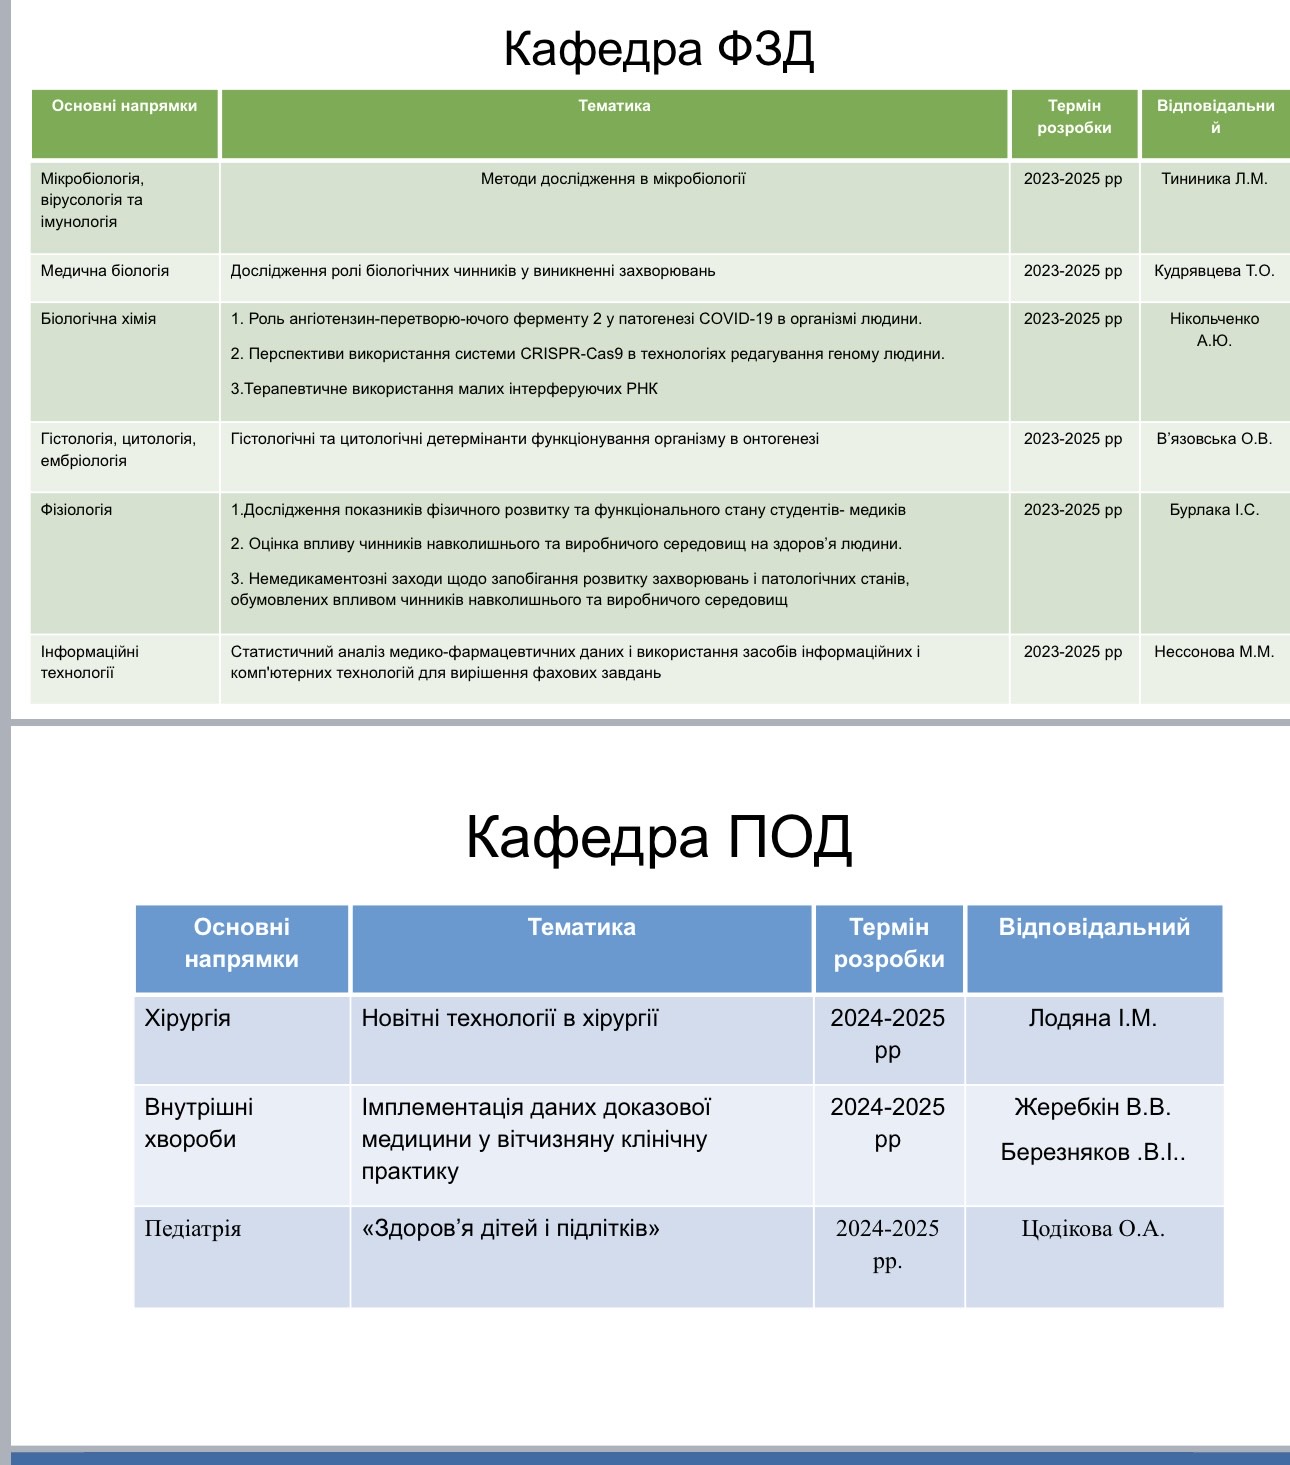 Кафедра ФЗД
Основні напрямки
Тематика
Термін
розробки
Відповідальни
й
Мікробіологія,
вірусологія та
імунологія
Методи дослідження в мікробіології
2023-2025 рр
Тининика Л.М.
Медична біологія
Дослідження ролі біологічних чинників у виникненні захворювань
2023-2025 рр
Кудрявцева Т.О.
Біологічна хімія
1. Роль ангіотензин-перетворю-ючого ферменту 2 у патогенезі COVID-19 в організмі людини.
2. Перспективи використання системи CRISPR-Cas9 в технологіях редагування геному людини.
3.Терапевтичне використання малих інтерферуючих РНК
2023-2025 рр
Нікольченко
А.Ю.
Гістологія, цитологія,
ембріологія
Гістологічні та цитологічні детермінанти функціонування організму в онтогенезі
2023-2025 рр
В’язовська О.В.
Фізіологія
1.Дослідження показників фізичного розвитку та функціонального стану студентів- медиків
2. Оцінка впливу чинників навколишнього та виробничого середовищ на здоров’я людини.
3. Немедикаментозні заходи щодо запобігання розвитку захворювань і патологічних станів,
обумовлених впливом чинників навколишнього та виробничого середовищ
2023-2025 рр
Бурлака І.С.
Інформаційні
технології
Статистичний аналіз медико-фармацевтичних даних і використання засобів інформаційних і
комп'ютерних технологій для вирішення фахових завдань
2023-2025 рр
Нессонова М.М.
Кафедра ПОД
Основні
напрямки
Тематика
Термін
розробки
Відповідальний
Хірургія
Новітні технології в хірургії
2024-2025
рр
Лодяна І.М.
Внутрішні
хвороби
Імплементація даних доказової
медицини у вітчизняну клінічну
практику
2024-2025
рр
Жеребкін В.В.
Березняков .В.І..
Педіатрія
«Здоров’я дітей і підлітків»
2024-2025
рр.
Цодікова О.А.